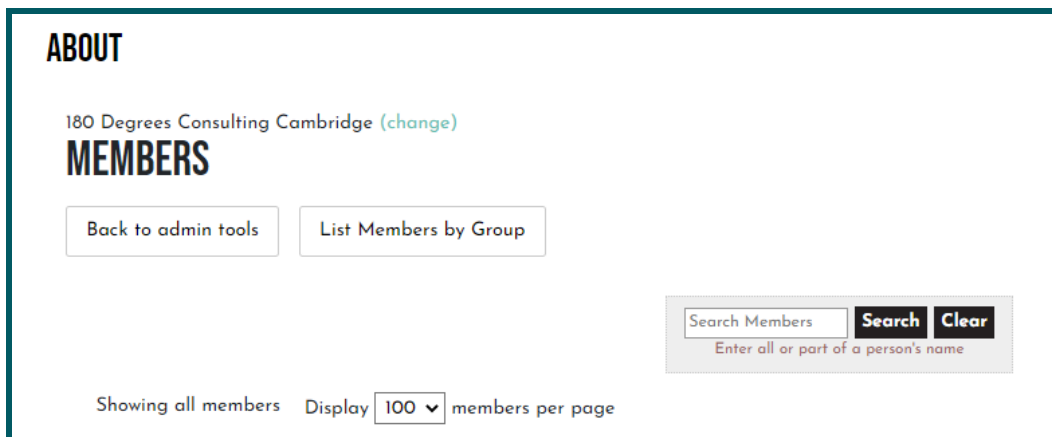 ABOUT
180 Degrees Consulting Cambridge (change)
MEMBERS
Back to admin tools
List Members by Group
Search Members
Search
Clear
Enter all or part of a person's name
Showing all members
Display 100 members per page